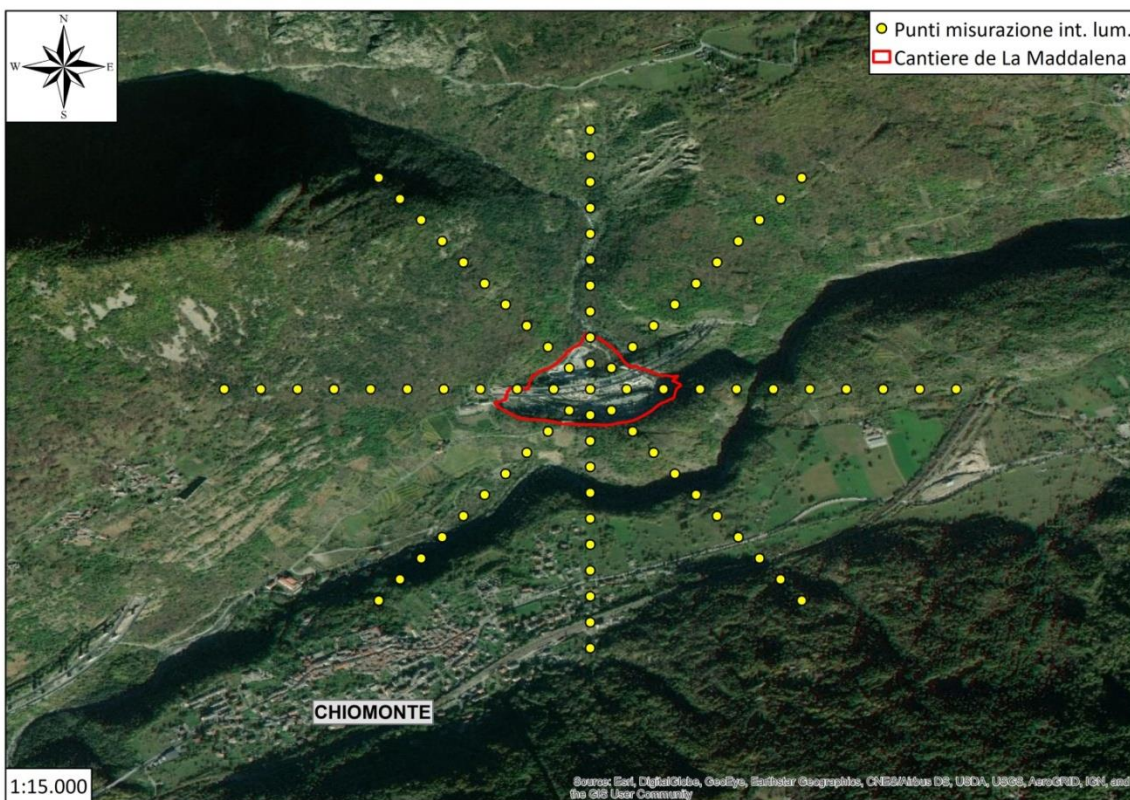 N
W E
S
Punti misurazione int. lum.
Cantiere de La Maddalena
CHIOMONTE
1:15.000
Source: Esri, DigitalGlobe, GeoEye, Earthstar Geographics, CNES/Airbus DS, USDA, USGS, AeroGRID, IGN, and
the GIS User Community